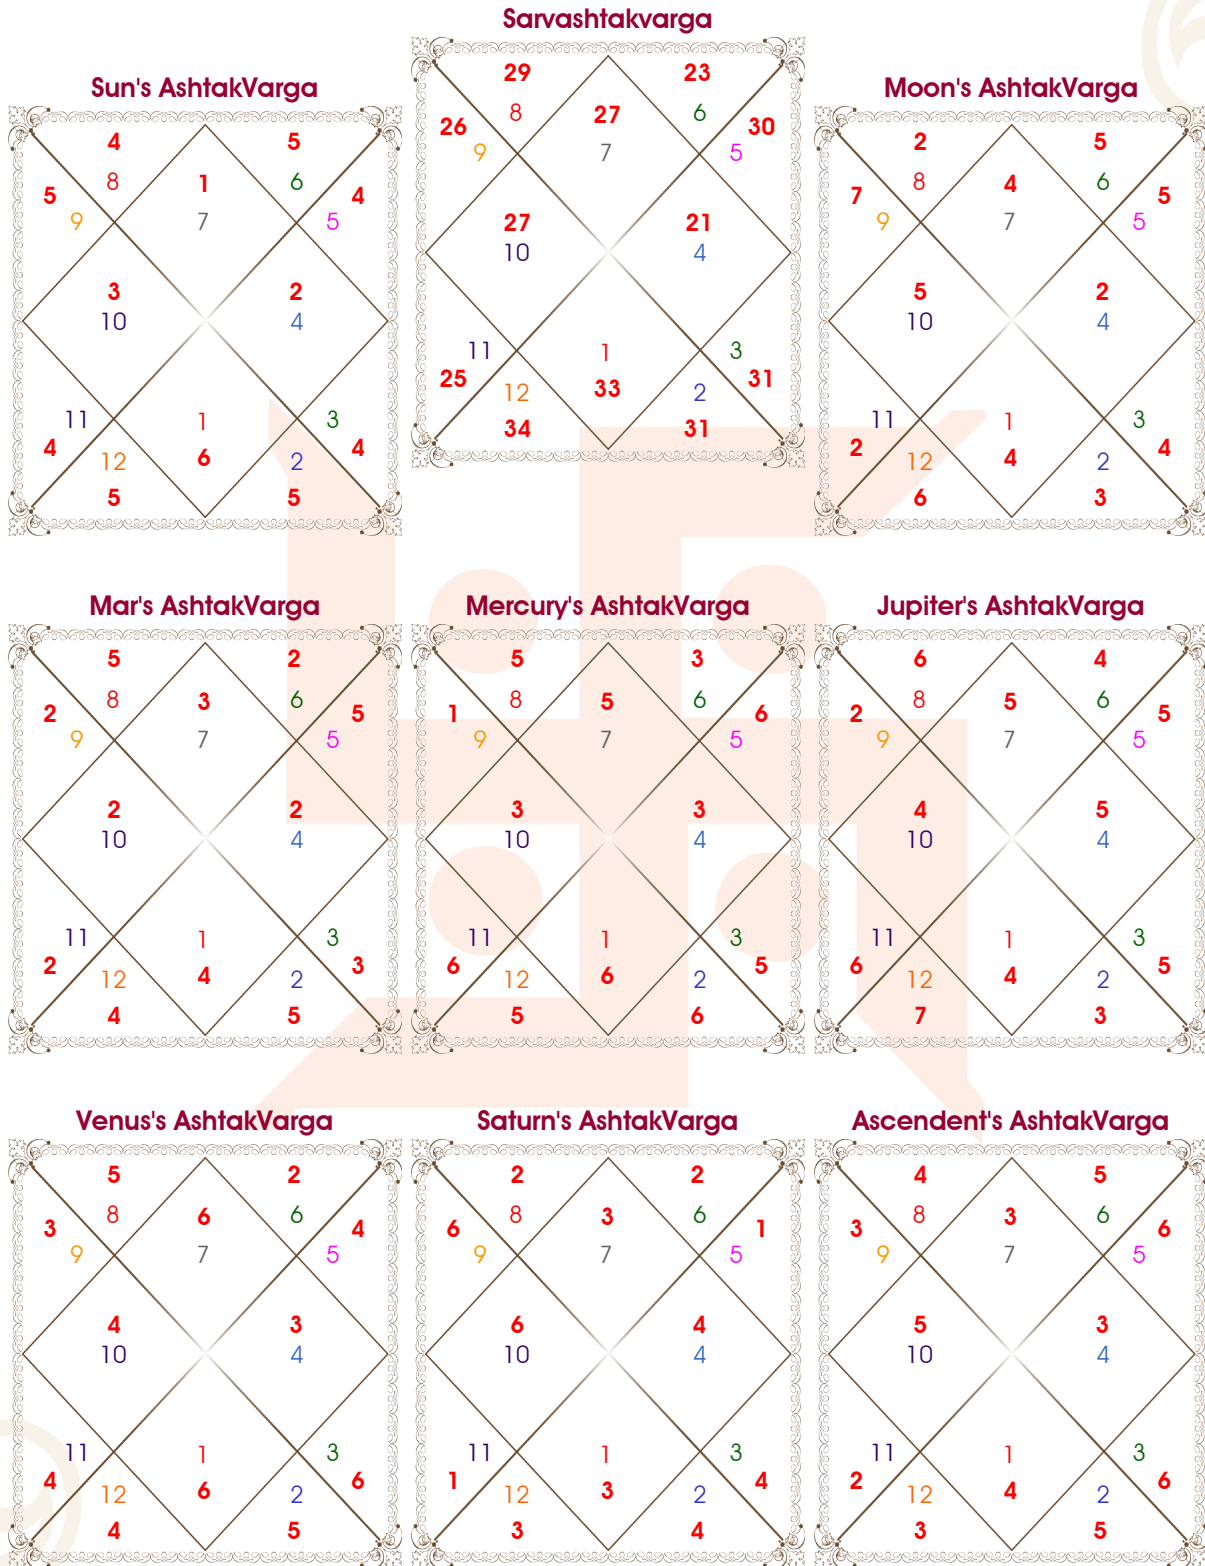 Sarvashtakvarga
29 23
8 27 6
26 30
9 7 5
27 21
10 4
11 1 3
25 33 31
12 2
34 31
Sun's AshtakVarga
4 5
8 1 6
5 4
9 7 5
3 2
10 4
11 1 3
4 6 4
12 2
5 5
Moon's AshtakVarga
2 5
8 4 6
7 5
9 7 5
5 2
10 4
11 1 3
2 4 4
12 2
6 3
Mar's AshtakVarga
5 2
8 3 6
2 5
9 7 5
2 2
10 4
11 1 3
2 4 3
12 2
4 5
Mercury's AshtakVarga
5 3
8 5 6
1 6
9 7 5
3 3
10 4
11 1 3
6 6 5
12 2
5 6
Jupiter's AshtakVarga
6 4
8 5 6
2 5
9 7 5
4 5
10 4
11 1 3
6 4 5
12 2
7 3
Venus's AshtakVarga
5 2
8 6 6
3 4
9 7 5
4 3
10 4
11 1 3
4 6 6
12 2
4 5
Saturn's AshtakVarga
2 2
8 3 6
6 1
9 7 5
6 4
10 4
11 1 3
1 3 4
12 2
3 4
Ascendent's AshtakVarga
4 5
8 3 6
3 6
9 7 5
5 3
10 4
11 1 3
2 4 6
12 2
3 5